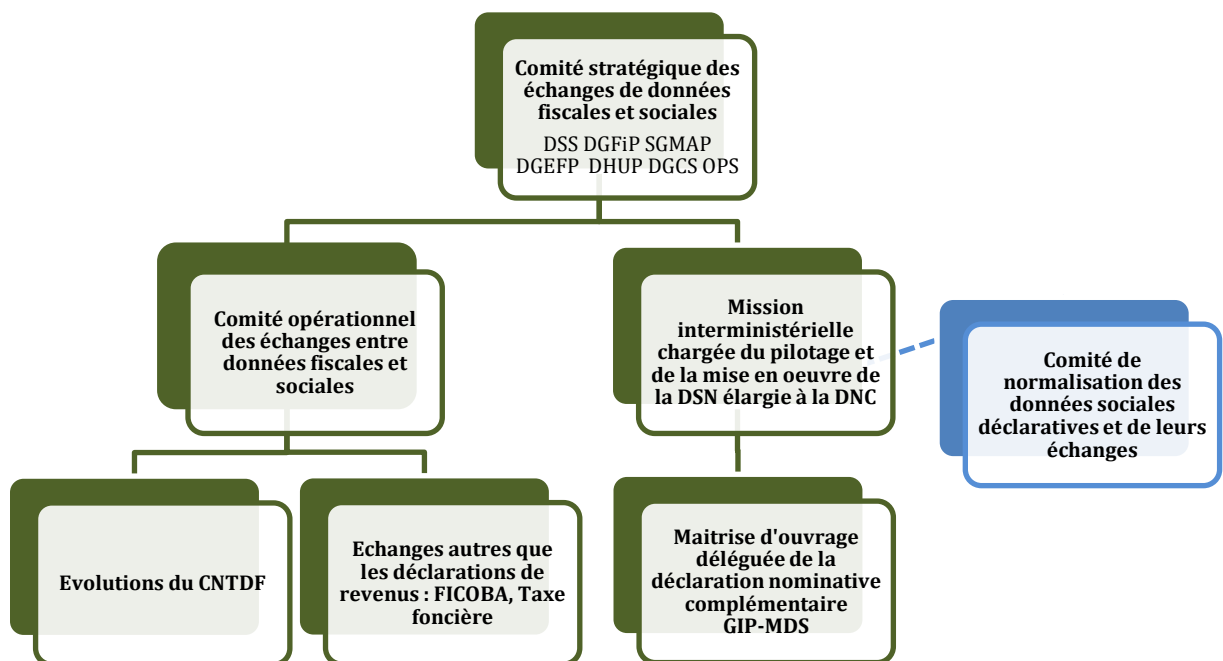 Comité stratégique des
échanges de données
fiscales et sociales
DSS DGFiP SGMAP
DGEFP DHUP DGCS OPS
Comité opérationnel
des échanges entre
données fiscales et
sociales
Mission
interministérielle
chargée du pilotage et
de la mise en oeuvre de
la DSN élargie à la DNC
Comité de
normalisation des
données sociales
déclaratives et de leurs
échanges
Evolutions du CNTDF
Echanges autres que
les déclarations de
revenus : FICOBA, Taxe
foncière
Maitrise d'ouvrage
déléguée de la
déclaration nominative
complémentaire
GIP-MDS